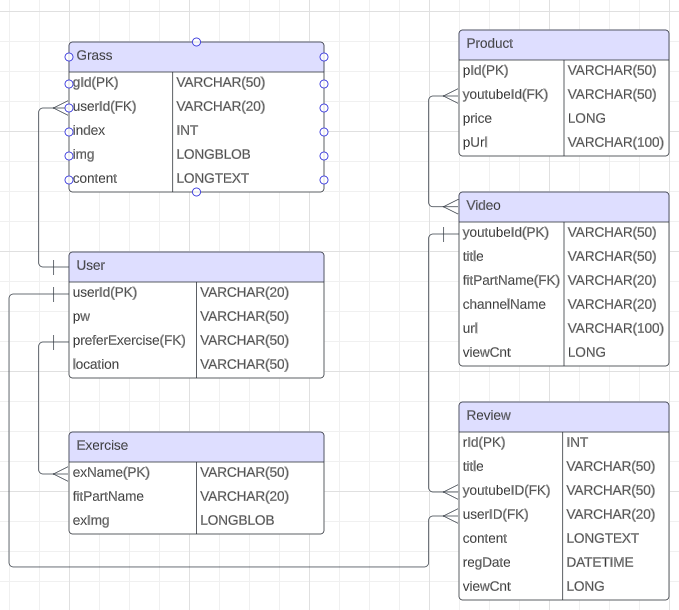 Grass
gId(PK) VARCHAR(50)
userId(FK) VARCHAR(20)
index INT
img LONGBLOB
content LONGTEXT
User
userId(PK) VARCHAR(20)
pw VARCHAR(50)
preferExercise(FK) VARCHAR(50)
location VARCHAR(50)
Exercise
exName(PK) VARCHAR(50)
fitPartName VARCHAR(20)
exImg LONGBLOB
Product
pId(PK) VARCHAR(50)
youtubeId(FK) VARCHAR(50)
price LONG
pUrl VARCHAR(100)
Video
youtubeId(PK) VARCHAR(50)
title VARCHAR(50)
fitPartName(FK) VARCHAR(20)
channelName VARCHAR(20)
url VARCHAR(100)
viewCnt LONG
Review
rId(PK) INT
title VARCHAR(50)
youtubeID(FK) VARCHAR(50)
userID(FK) VARCHAR(20)
content LONGTEXT
regDate DATETIME
viewCnt LONG